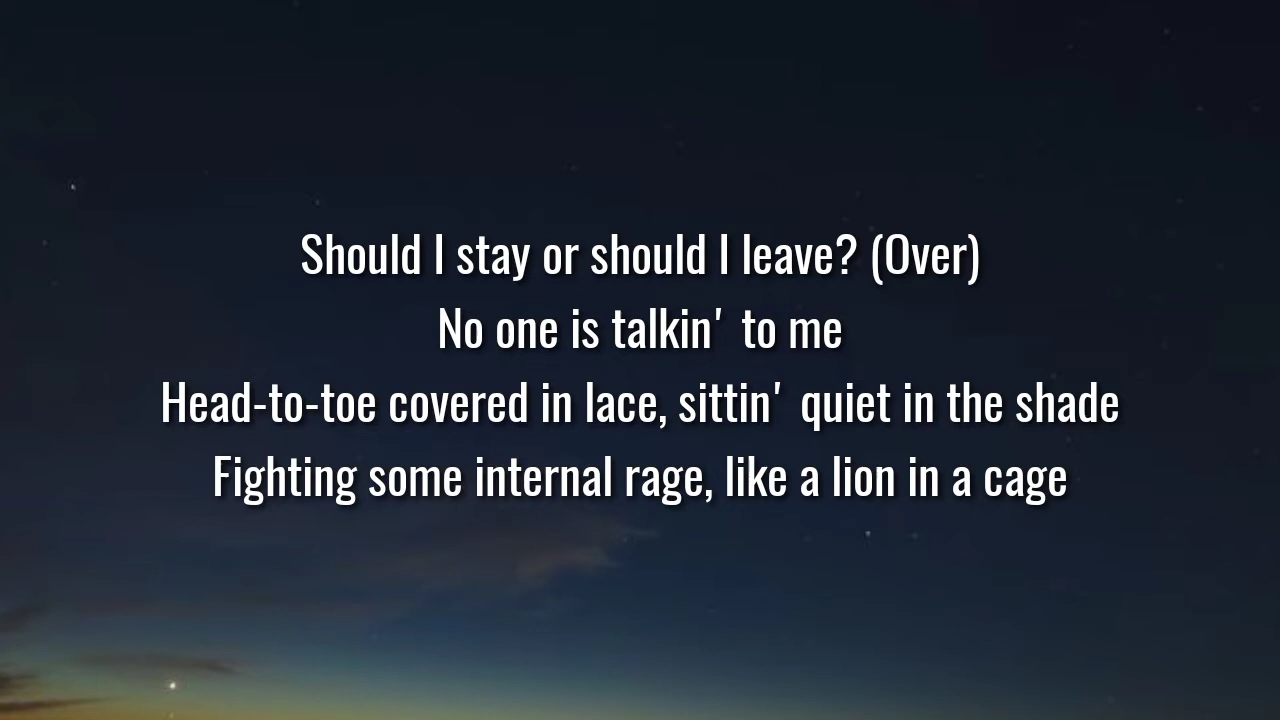 Should I stay or should I leave? (Over)
No one is talkin' to me
Head-to-toe covered in lace, sittin' quiet in the shade
Fighting some internal rage, like a lion in a cage